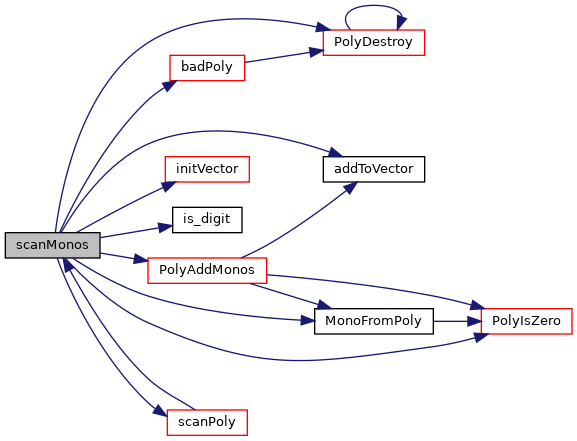 PolyDestroy
badPoly
initVector
addToVector
is_digit
scanMonos
PolyAddMonos
MonoFromPoly
PolyIsZero
scanPoly